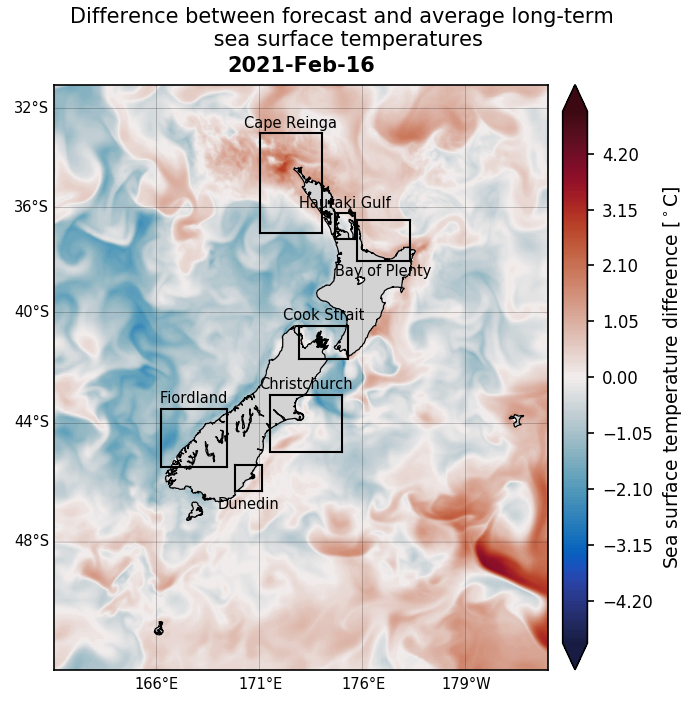 Difference between forecast and average long-term
sea surface temperatures
2021-Feb-16
32°S
36°S
40°S
44°S
48°S
Cape Reinga
Hauraki Gulf
Bay of Plenty
Cook Strait
Christchurch
Fiordland
Dunedin
166°E
171°E
176°E
179°W
4.20
3.15
2.10
1.05
0.00
−1.05
−2.10
−3.15
−4.20
Sea surface temperature difference [ °C]